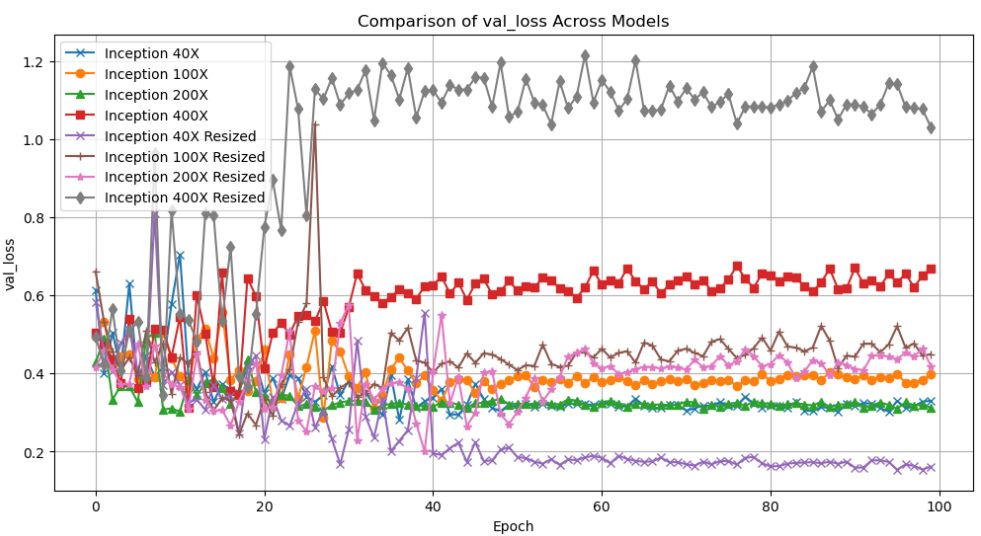 Comparison of val_loss Across Models
Inception 40X
Inception 100X
Inception 200X
Inception 400X
Inception 40X Resized
Inception 100X Resized
Inception 200X Resized
Inception 400X Resized
val_loss
1.2
1.0
0.8
0.6
0.4
0.2
0
20
40
60
80
100
Epoch